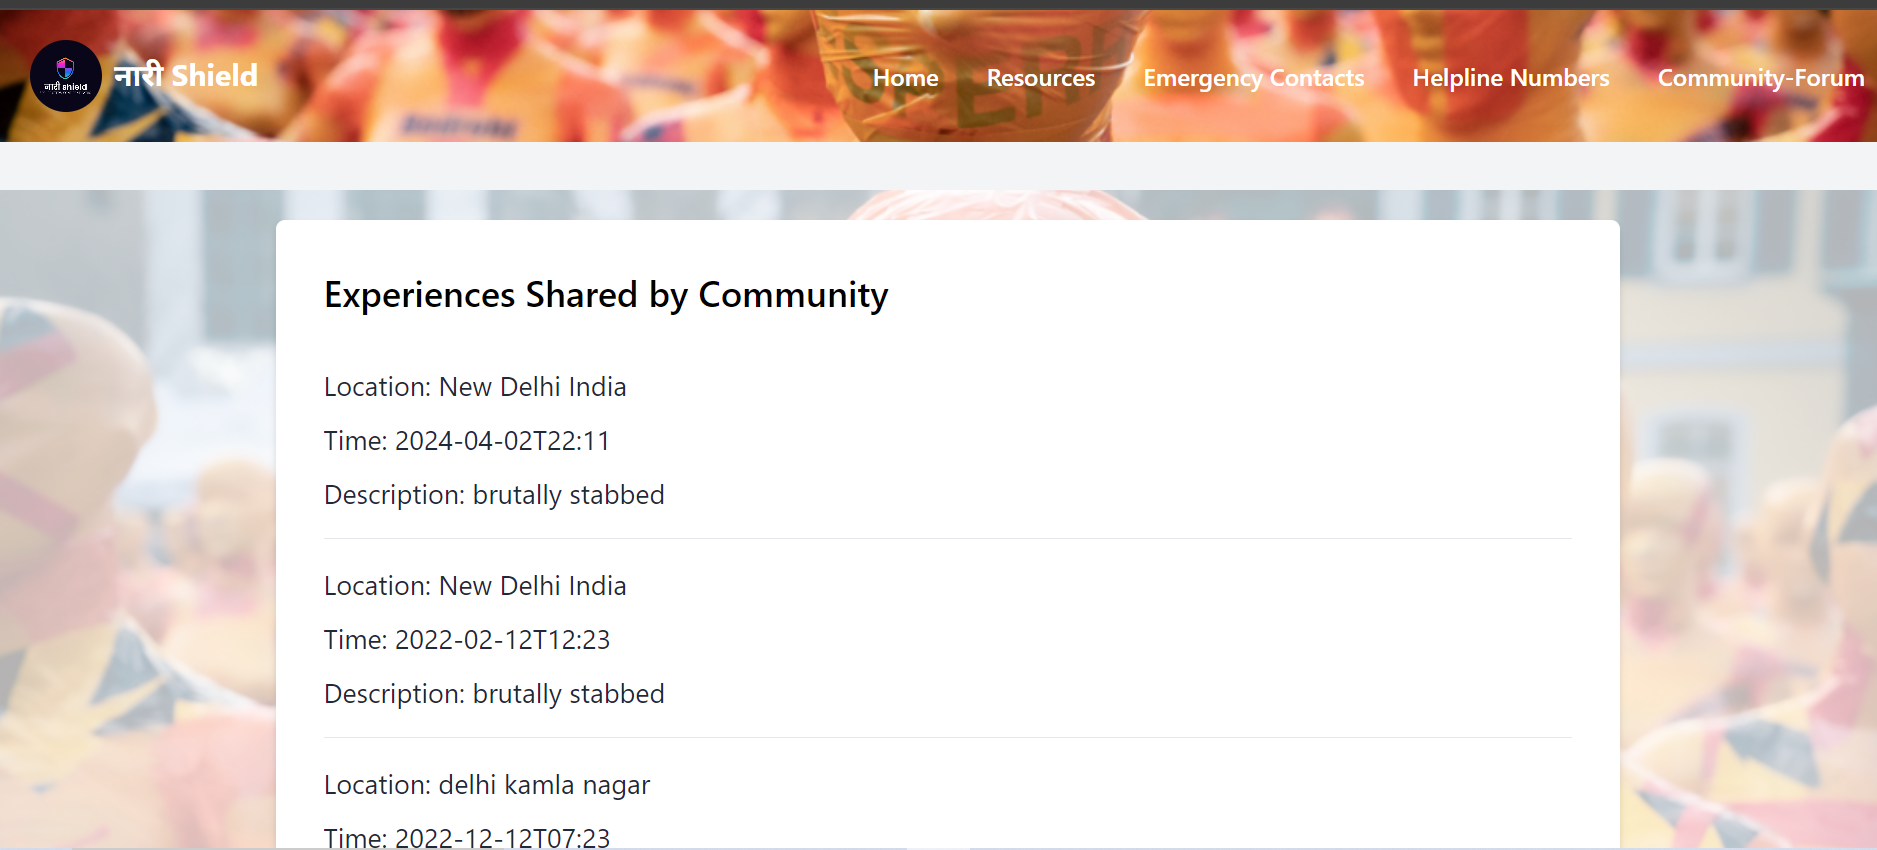 नारी shield
नारी Shield
Home
Resources
Emergency Contacts
Helpline Numbers
Community-Forum
Experiences Shared by Community
Location: New Delhi India
Time: 2024-04-02T22:11
Description: brutally stabbed
Location: New Delhi India
Time: 2022-02-12T12:23
Description: brutally stabbed
Location: delhi kamla nagar
Time: 2022-12-12T07:23